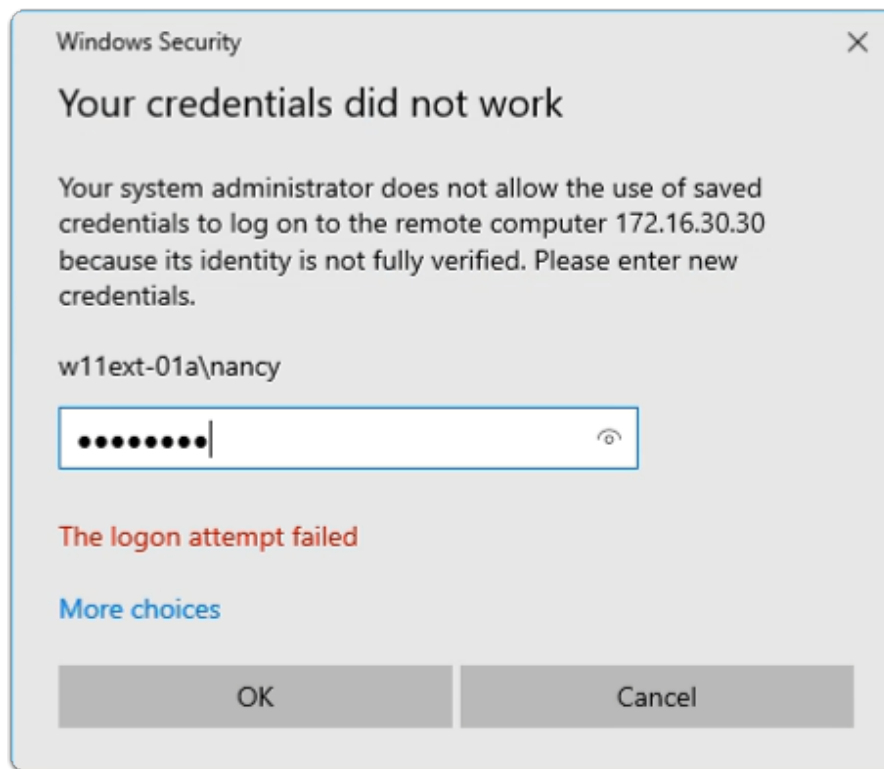 Windows Security
Your credentials did not work
Your system administrator does not allow the use of saved
credentials to log on to the remote computer 172.16.30.30
because its identity is not fully verified. Please enter new
credentials.
w11ext-01a\nancy
••••••••
The logon attempt failed
More choices
OK
Cancel